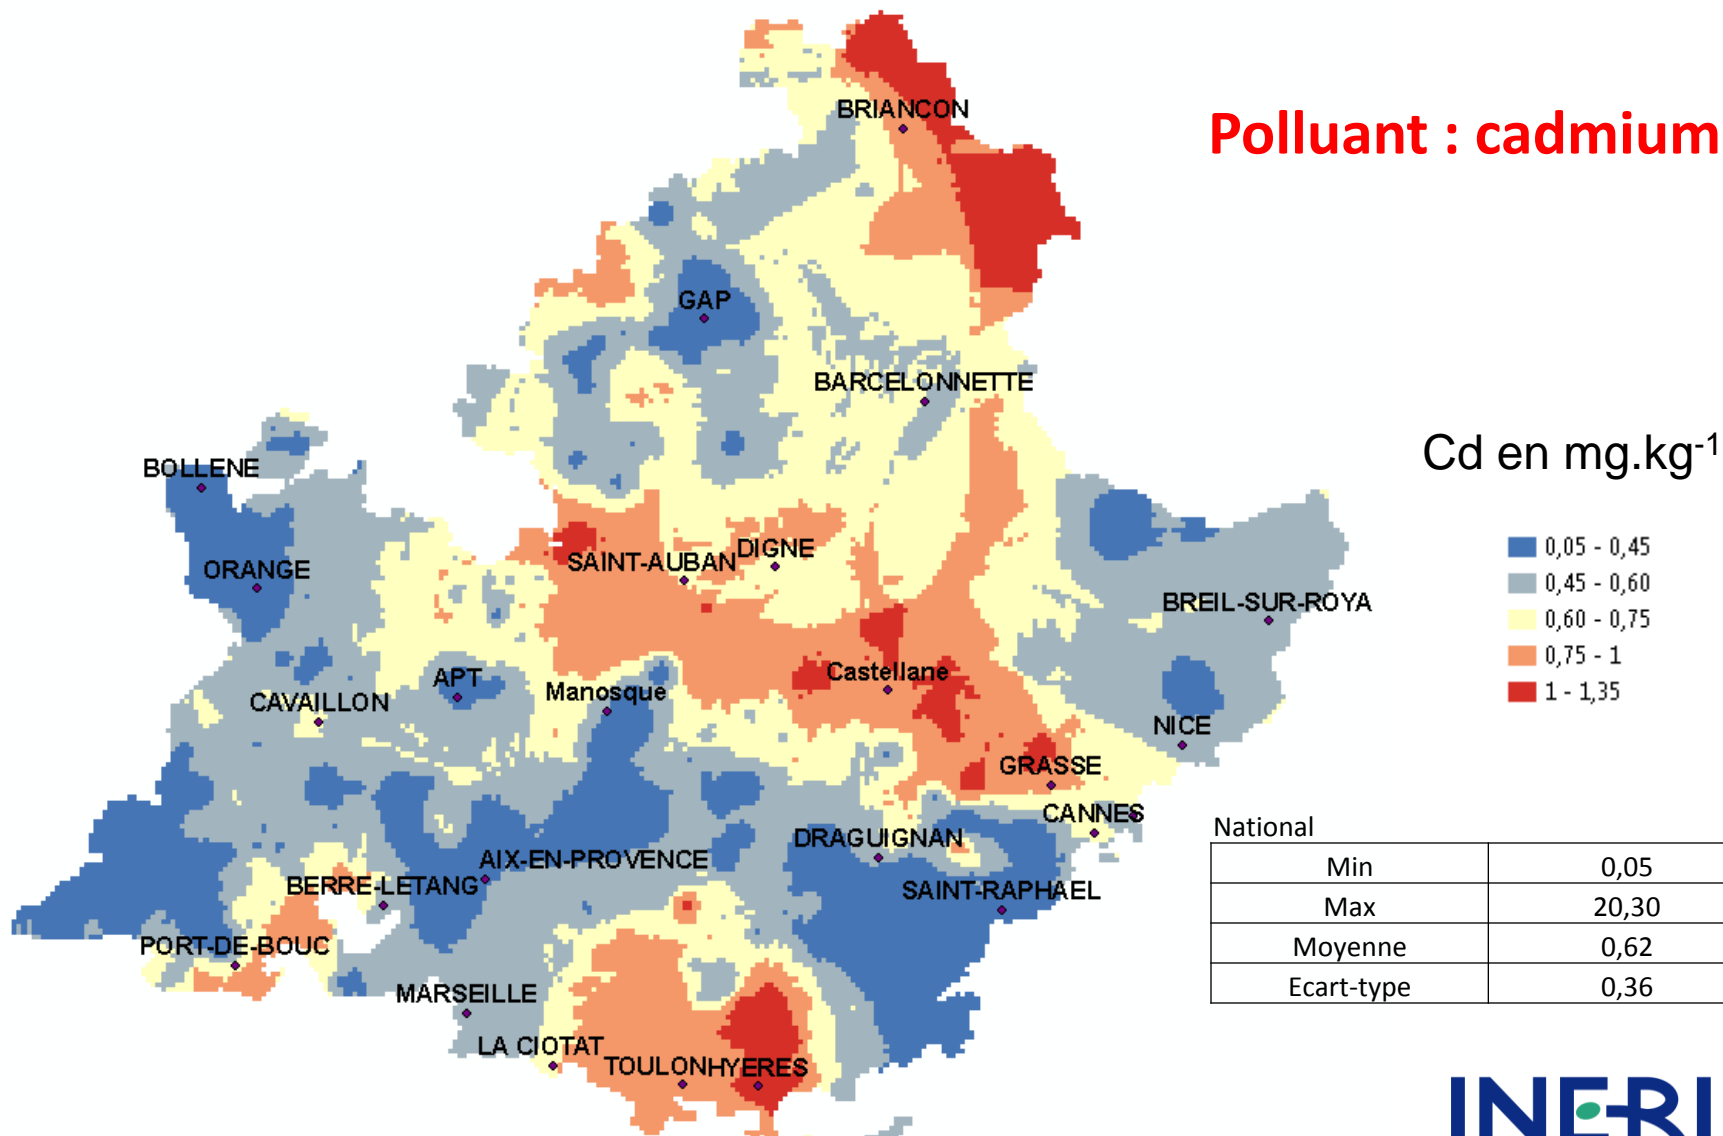 Polluant : cadmium
BRIANCON
GAP
BARCELONNETTE
Cd en mg.kg-1
BOLLENE
0,05 - 0,45
0,45 - 0,60
0,60 - 0,75
0,75 - 1
1 - 1,35
ORANGE
SAINT-AUBAN
DIGNE
BREIL-SUR-ROYA
APT
Manosque
Castellane
CAVAILLON
NICE
GRASSE
CANNES
DRAGUIGNAN
AIX-EN-PROVENCE
BERRE-LETANG
SAINT-RAPHAEL
PORT-DE-BOUC
MARSEILLE
LA CIOTAT
TOULON
HYERES
National
Min 0,05
Max 20,30
Moyenne 0,62
Ecart-type 0,36
INERI